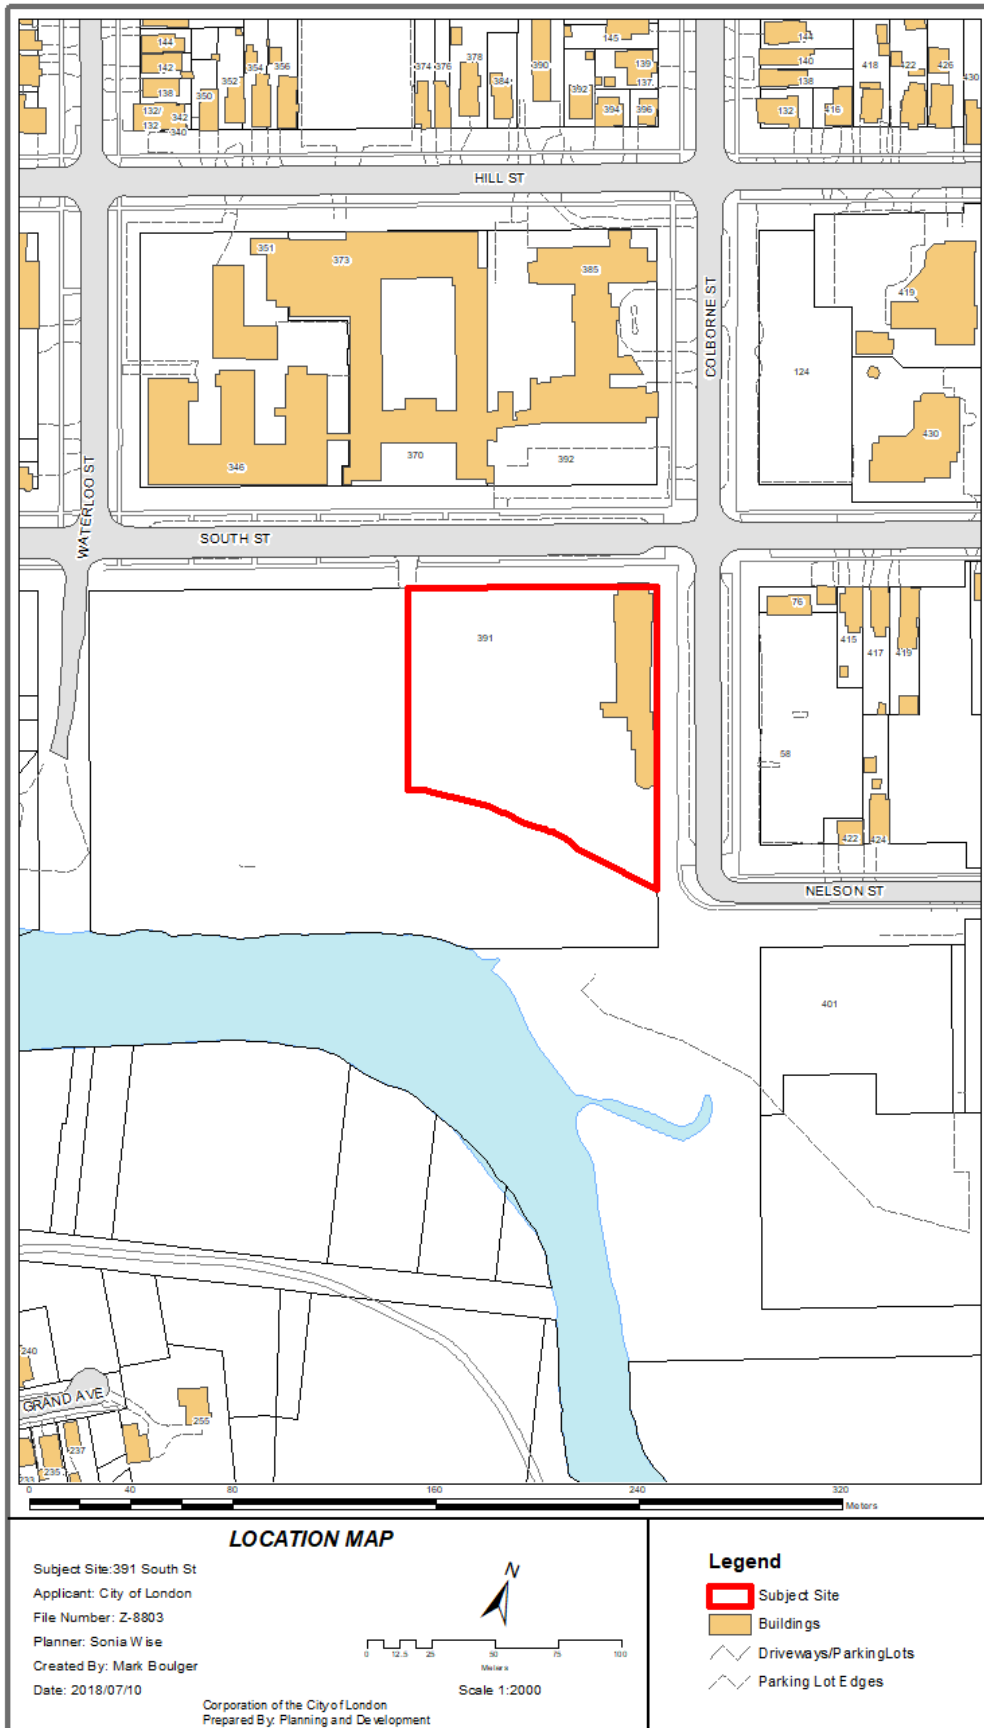 144
145
144
142
354
356
374
376
378
390
139
140
418
422
426
352
384
137
138
430
138
350
392
132/
342
394
396
132
416
132
340
HILL ST
351
373
385
419
COLBORNE ST
124
430
346
370
392
WATERLOO ST
SOUTH ST
391
76
415
417
419
58
422
424
NELSON ST
401
240
GRAND AVE
255
237
235
233
0 40 80 160 240 320
Meters
LOCATION MAP
Subject Site:391 South St
Applicant: City of London
File Number: Z-8803
Planner: Sonia Wise
Created By: Mark Boulger
Date: 2018/07/10
N
0 12.5 25 50 75 100
Meters
Scale 1:2000
Corporation of the City of London
Prepared By: Planning and Development
Legend
Subject Site
Buildings
Driveways/ParkingLots
Parking Lot Edges